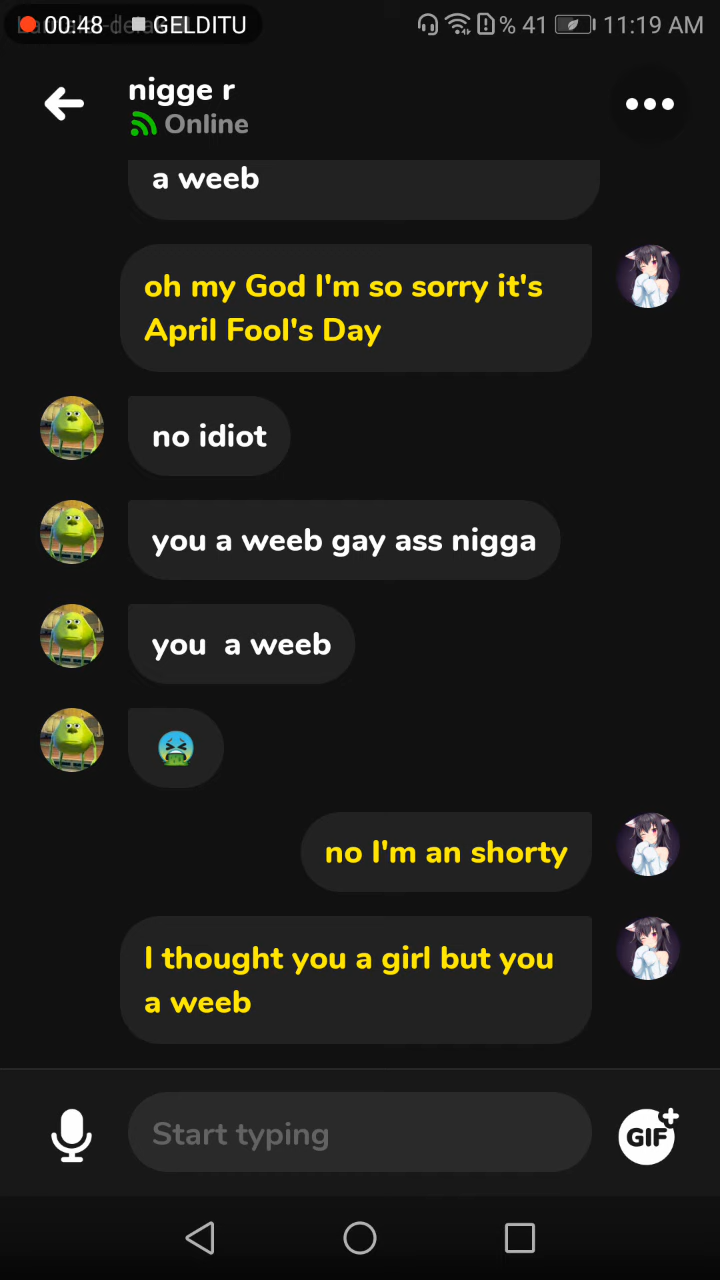 00:48 GELDITU % 41 11:19 AM
nigge r
Online
a weeb
oh my God I'm so sorry it's
April Fool's Day
no idiot
you a weeb gay ass nigga
you a weeb
no I'm an shorty
I thought you a girl but you
a weeb
Start typing
GIF+